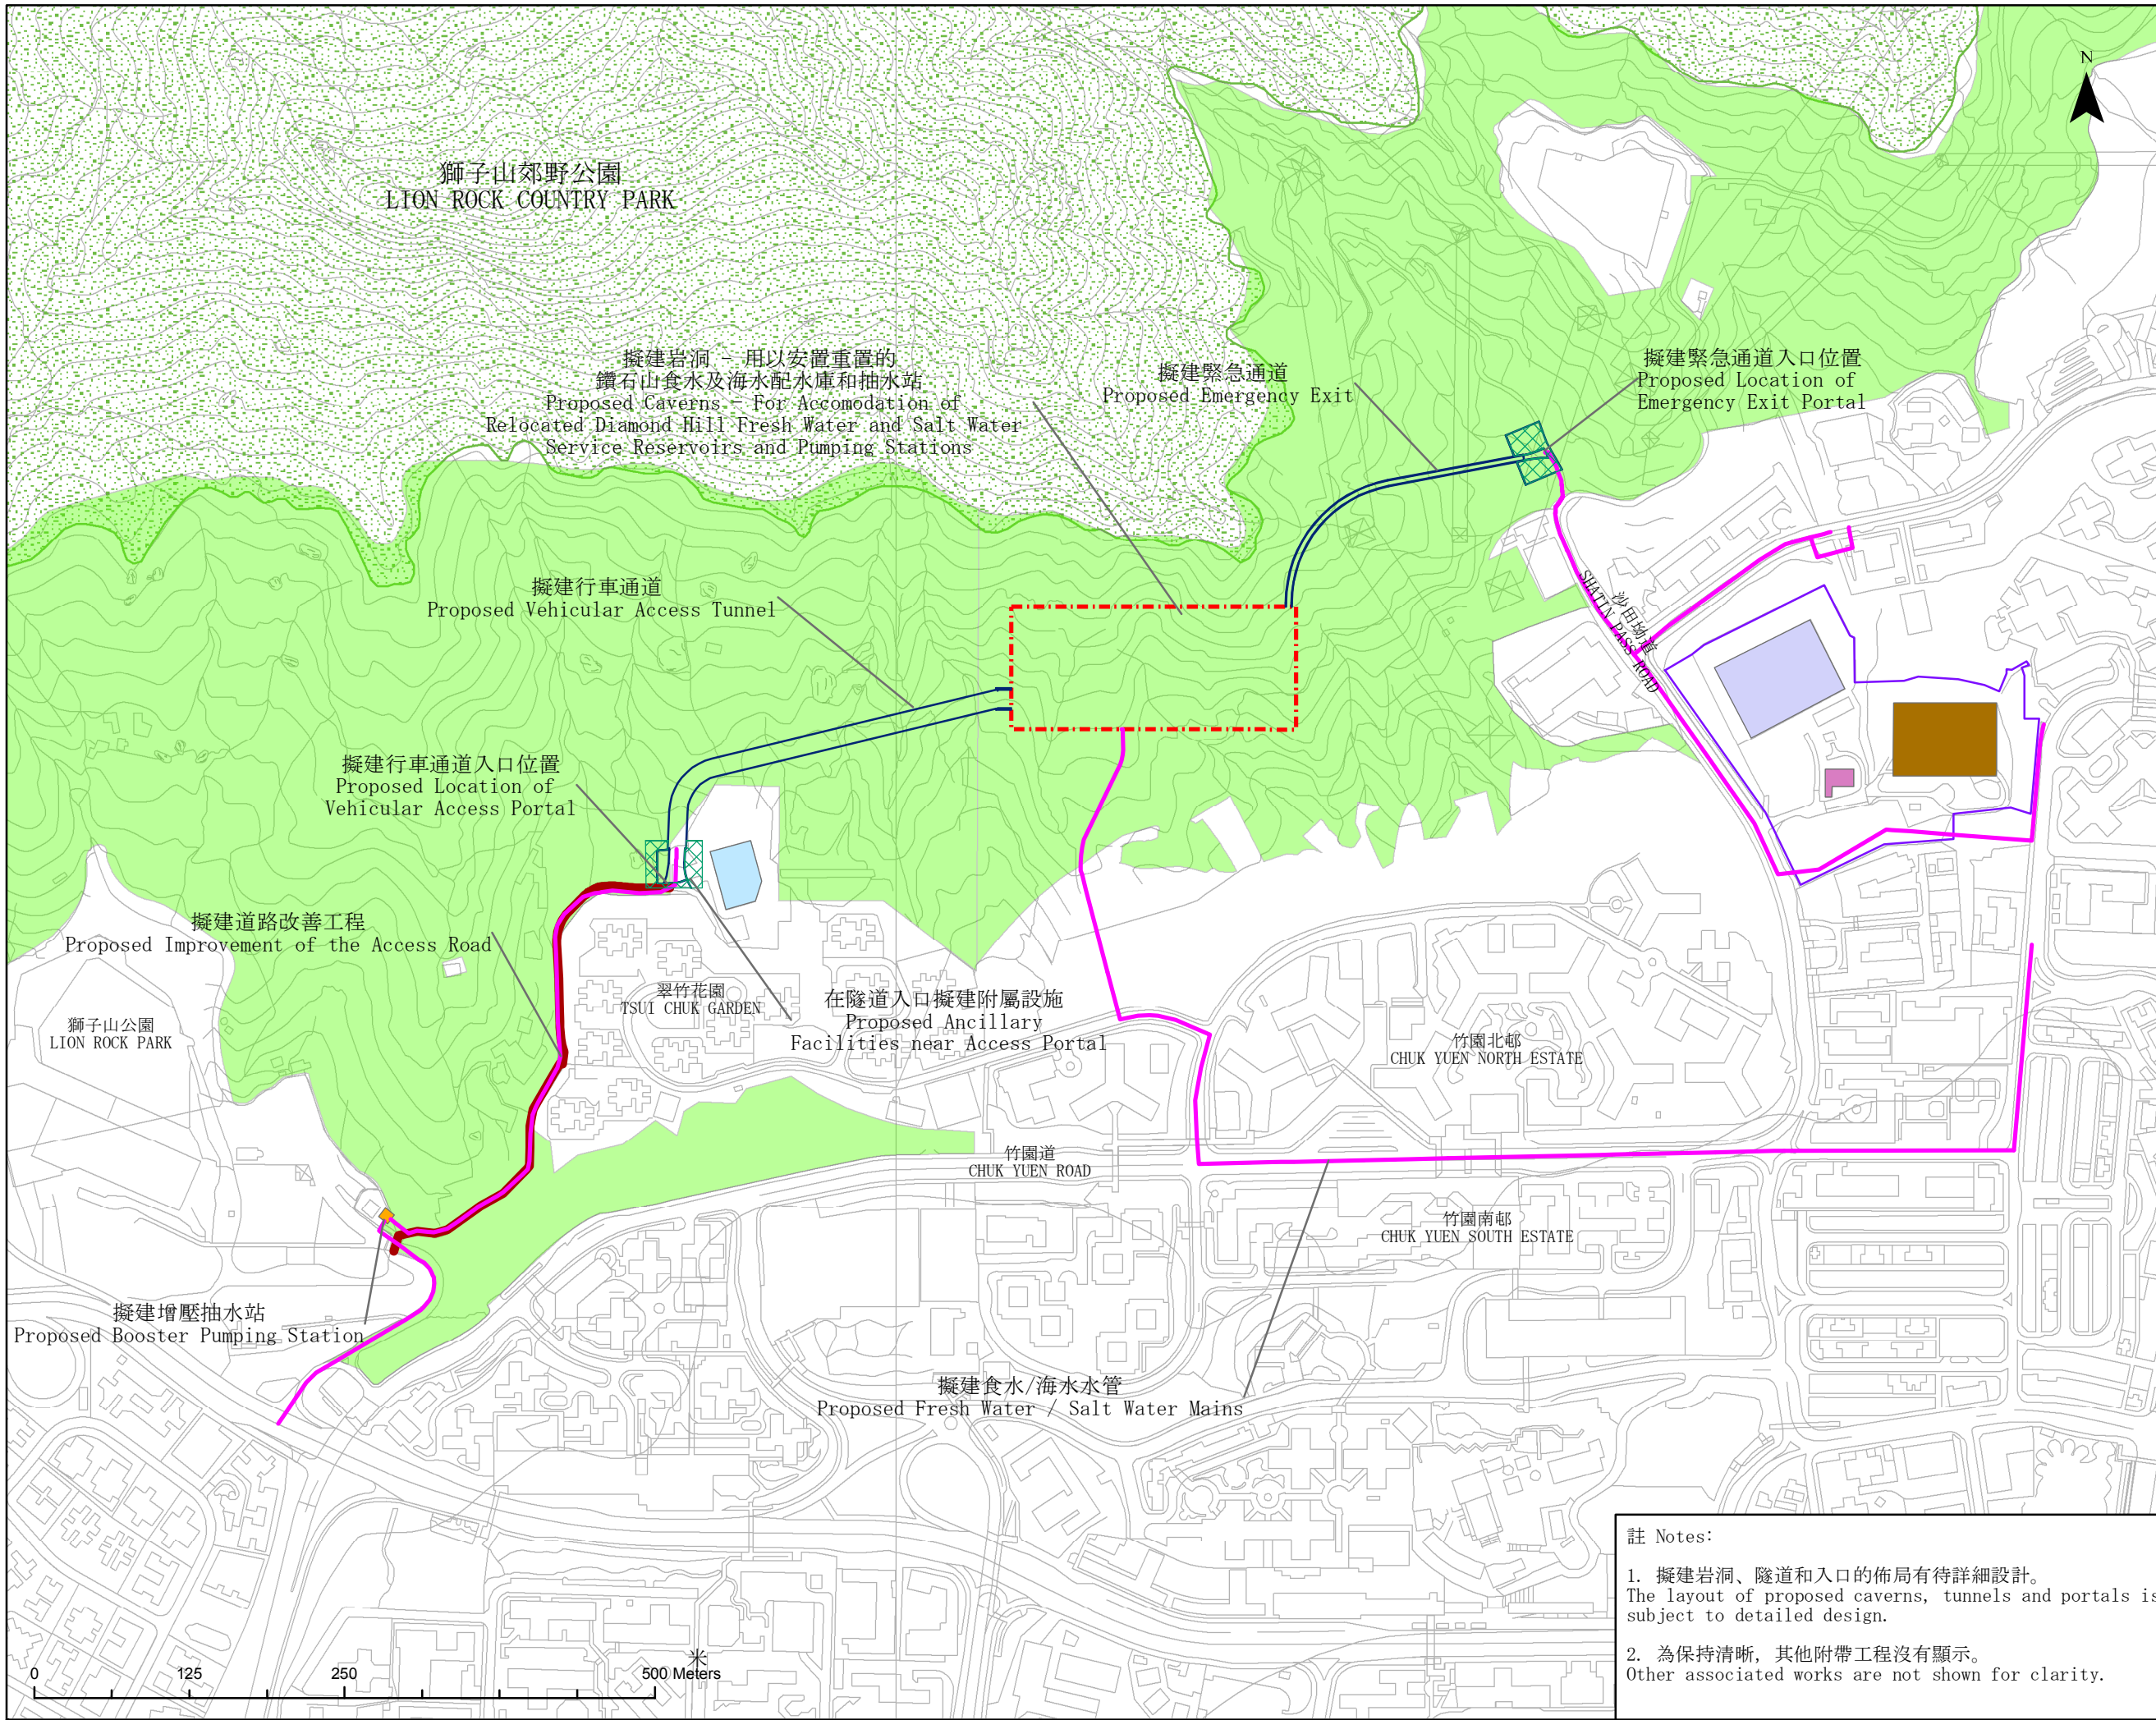 N
獅子山郊野公園
LION ROCK COUNTRY PARK
擬建岩洞 - 用以安置重置的
鑽石山食水及海水配水庫和抽水站
Proposed Caverns - For Accomodation of
Relocated Diamond Hill Fresh Water and Salt Water
Service Reservoirs and Pumping Stations
擬建緊急通道
Proposed Emergency Exit
擬建緊急通道入口位置
Proposed Location of
Emergency Exit Portal
擬建行車通道
Proposed Vehicular Access Tunnel
沙田坳道
SHATIN PASS ROAD
擬建行車通道入口位置
Proposed Location of
Vehicular Access Portal
擬建道路改善工程
Proposed Improvement of the Access Road
翠竹花園
TSUI CHUK GARDEN
在隧道入口擬建附屬設施
Proposed Ancillary
Facilities near Access Portal
獅子山公園
LION ROCK PARK
竹園北邨
CHUK YUEN NORTH ESTATE
竹園道
CHUK YUEN ROAD
竹園南邨
CHUK YUEN SOUTH ESTATE
擬建增壓抽水站
Proposed Booster Pumping Station
擬建食水/海水水管
Proposed Fresh Water / Salt Water Mains
米
0 125 250 500 Meters
註 Notes:
1. 擬建岩洞、隧道和入口的佈局有待詳細設計。
The layout of proposed caverns, tunnels and portals is
subject to detailed design.
2. 為保持清晰, 其他附帶工程沒有顯示。
Other associated works are not shown for clarity.